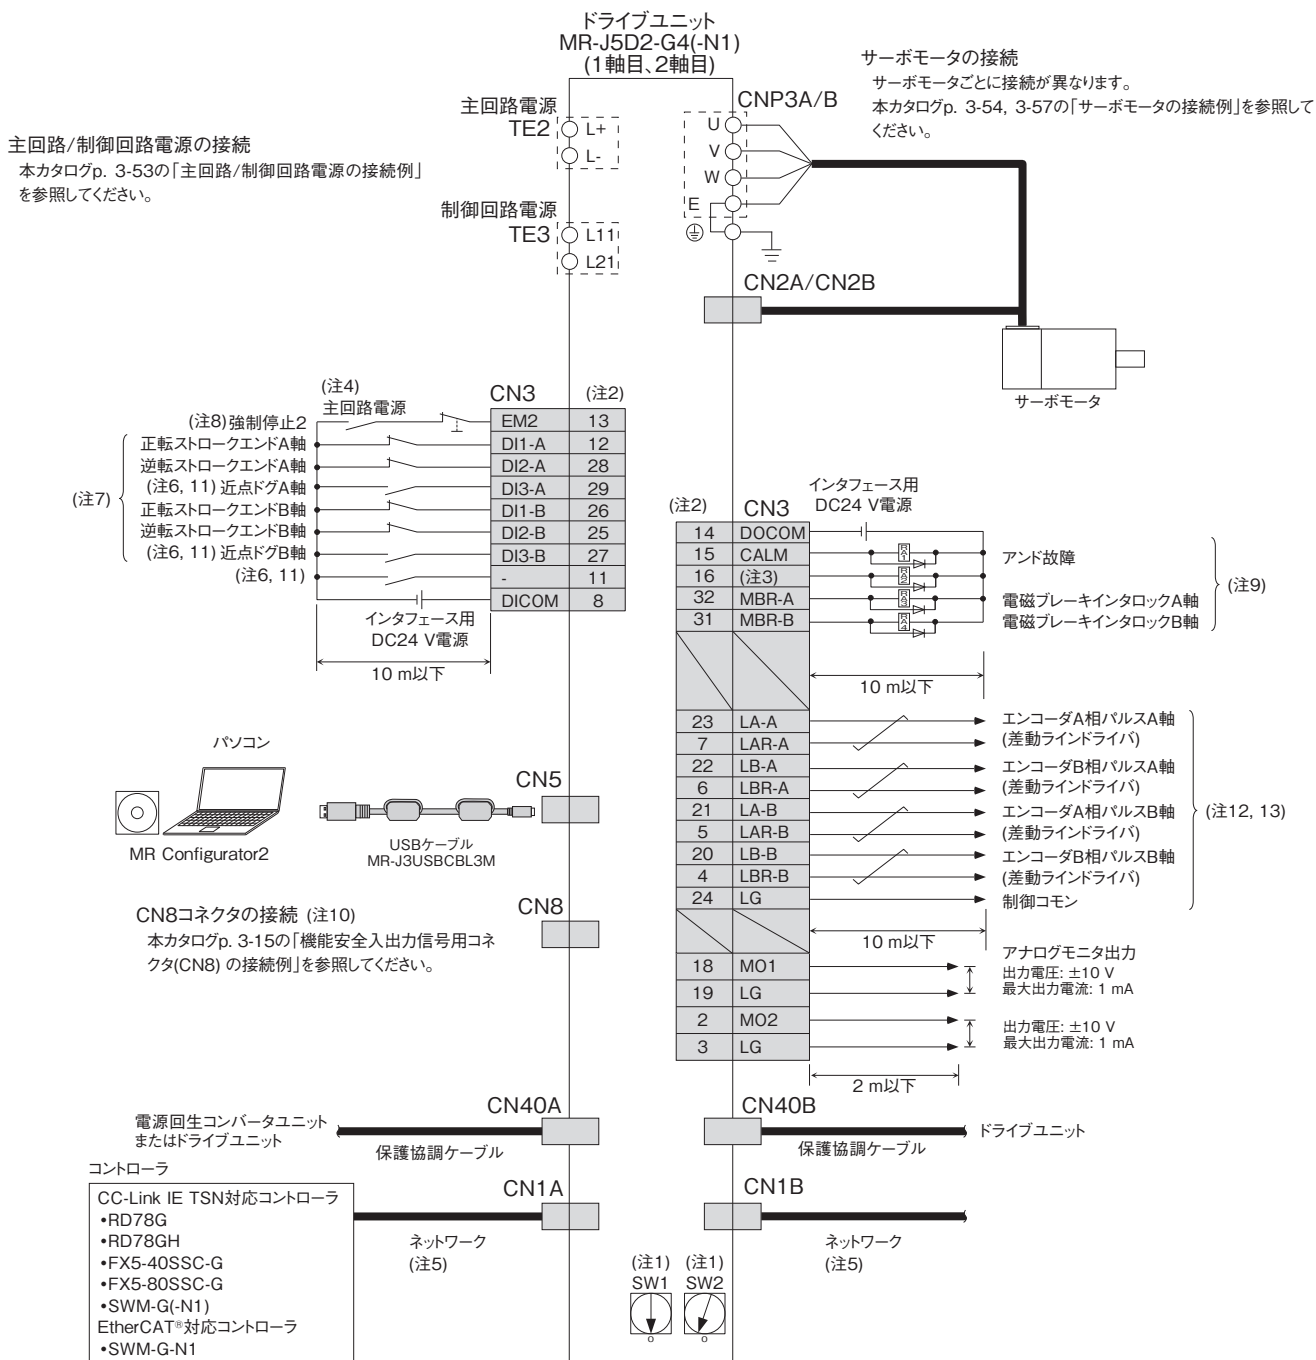 ドライブユニット
MR-J5D2-G4(-N1)
(1軸目、2軸目)
サーボモータの接続
サーボモータごとに接続が異なります。
本カタログp. 3-54, 3-57の「サーボモータの接続例」を参照して
ください。
主回路/制御回路電源の接続
本カタログp. 3-53の「主回路/制御回路電源の接続例」
を参照してください。
主回路電源
TE2
L+
L-
制御回路電源
TE3
L11
L21
CNP3A/B
U
V
W
E
CN2A/CN2B
サーボモータ
(注4)
主回路電源
CN3
(注2)
(注8)強制停止2
EM2
13
正転ストロークエンドA軸
DI1-A
12
逆転ストロークエンドA軸
DI2-A
28
(注6, 11) 近点ドグA軸
DI3-A
29
(注7)
正転ストロークエンドB軸
DI1-B
26
逆転ストロークエンドB軸
DI2-B
25
(注6, 11) 近点ドグB軸
DI3-B
27
(注6, 11)
-
11
DICOM
8
インタフェース用
DC24 V電源
10 m以下
インタフェース用
DC24 V電源
(注2)
CN3
14
DOCOM
15
CALM
RA1
アンド故障
16
(注3)
RA2
32
MBR-A
RA3
電磁ブレーキインタロックA軸
31
MBR-B
RA4
電磁ブレーキインタロックB軸
(注9)
10 m以下
23
LA-A
エンコーダA相パルスA軸
7
LAR-A
(差動ラインドライバ)
22
LB-A
エンコーダB相パルスA軸
6
LBR-A
(差動ラインドライバ)
21
LA-B
エンコーダA相パルスB軸
5
LAR-B
(差動ラインドライバ)
20
LB-B
エンコーダB相パルスB軸
4
LBR-B
(差動ラインドライバ)
24
LG
制御コモン
(注12, 13)
10 m以下
アナログモニタ出力
18
MO1
出力電圧: ±10 V
19
LG
最大出力電流: 1 mA
2
MO2
出力電圧: ±10 V
3
LG
最大出力電流: 1 mA
2 m以下
パソコン
MR Configurator2
USBケーブル
MR-J3USBCBL3M
CN5
CN8コネクタの接続 (注10)
本カタログp. 3-15の「機能安全入出力信号用コネ
クタ(CN8) の接続例」を参照してください。
CN8
電源回生コンバータユニット
またはドライブユニット
保護協調ケーブル
CN40A
CN40B
保護協調ケーブル
ドライブユニット
コントローラ
CC-Link IE TSN対応コントローラ
•RD78G
•RD78GH
•FX5-40SSC-G
•FX5-80SSC-G
•SWM-G(-N1)
EtherCAT®対応コントローラ
•SWM-G-N1
CN1A
ネットワーク
(注5)
CN1B
ネットワーク
(注5)
(注1)
SW1
0
(注1)
SW2
0